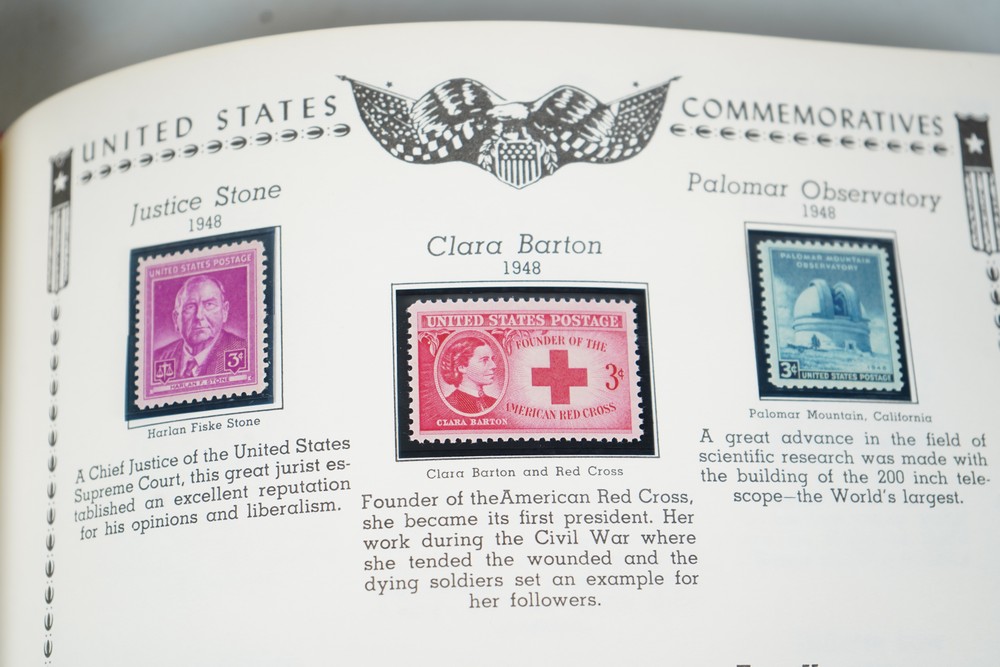 UNITED STATES COMMEMORATIVES
Justice Stone
1948
UNITED STATES POSTAGE
3¢
HARLAN F. STONE
Harlan Fiske Stone
A Chief Justice of the United States
Supreme Court, this great jurist es-
tablished an excellent reputation
for his opinions and liberalism.
Clara Barton
1948
UNITED STATES POSTAGE
FOUNDER OF THE
3¢
AMERICAN RED CROSS
CLARA BARTON
Clara Barton and Red Cross
Founder of theAmerican Red Cross,
she became its first president. Her
work during the Civil War where
she tended the wounded and the
dying soldiers set an example for
her followers.
Palomar Observatory
1948
PALOMAR MOUNTAIN
OBSERVATORY
1948
3¢
UNITED STATES POSTAGE
Palomar Mountain, California
A great advance in the field of
scientific research was made with
the building of the 200 inch tele-
scope—the World's largest.